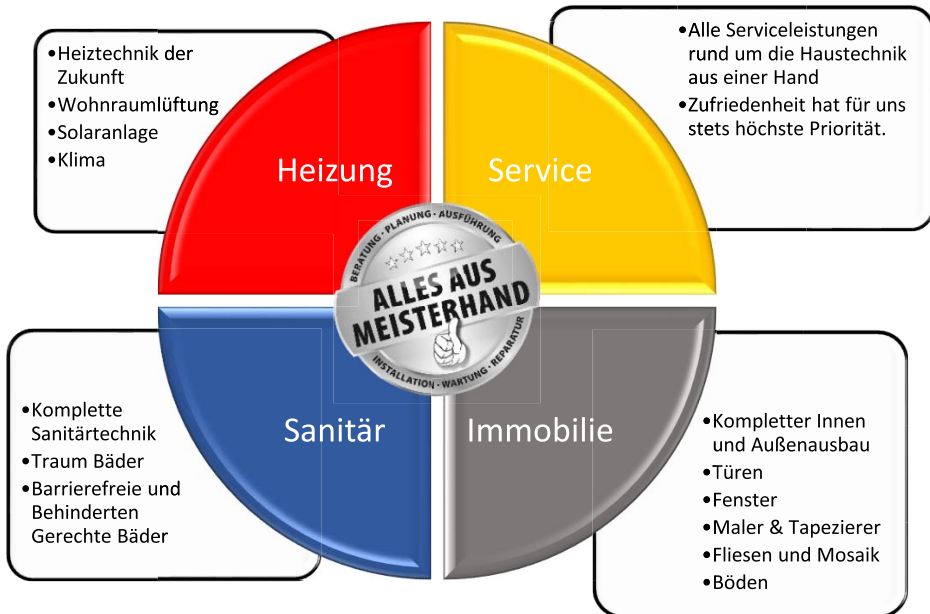 •Heiztechnik der
Zukunft
•Wohnraumlüftung
•Solaranlage
•Klima
Heizung
•Alle Serviceleistungen
rund um die Haustechnik
aus einer Hand
•Zufriedenheit hat für uns
stets höchste Priorität.
Service
BERATUNG · PLANUNG · AUSFÜHRUNG
ALLES AUS
MEISTERHAND
INSTALLATION · WARTUNG · REPARATUR
•Komplette
Sanitärtechnik
•Traum Bäder
•Barrierefreie und
Behinderten
Gerechte Bäder
Sanitär
Immobilie
•Kompletter Innen
und Außenausbau
•Türen
•Fenster
•Maler & Tapezierer
•Fliesen und Mosaik
•Böden